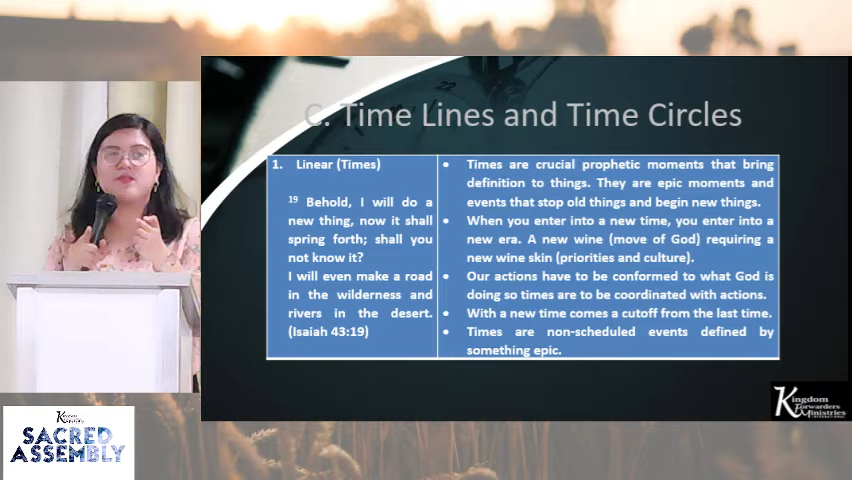 C. Time Lines and Time Circles
1. Linear (Times)
19 Behold, I will do a
new thing, now it shall
spring forth; shall you
not know it?
I will even make a road
in the wilderness and
rivers in the desert.
(Isaiah 43:19)
• Times are crucial prophetic moments that bring
definition to things. They are epic moments and
events that stop old things and begin new things.
• When you enter into a new time, you enter into a
new era. A new wine (move of God) requiring a
new wine skin (priorities and culture).
• Our actions have to be conformed to what God is
doing so times are to be coordinated with actions.
• With a new time comes a cutoff from the last time.
• Times are non-scheduled events defined by
something epic.
Kingdom
Forwarders
Ministries
SACRED
ASSEMBLY